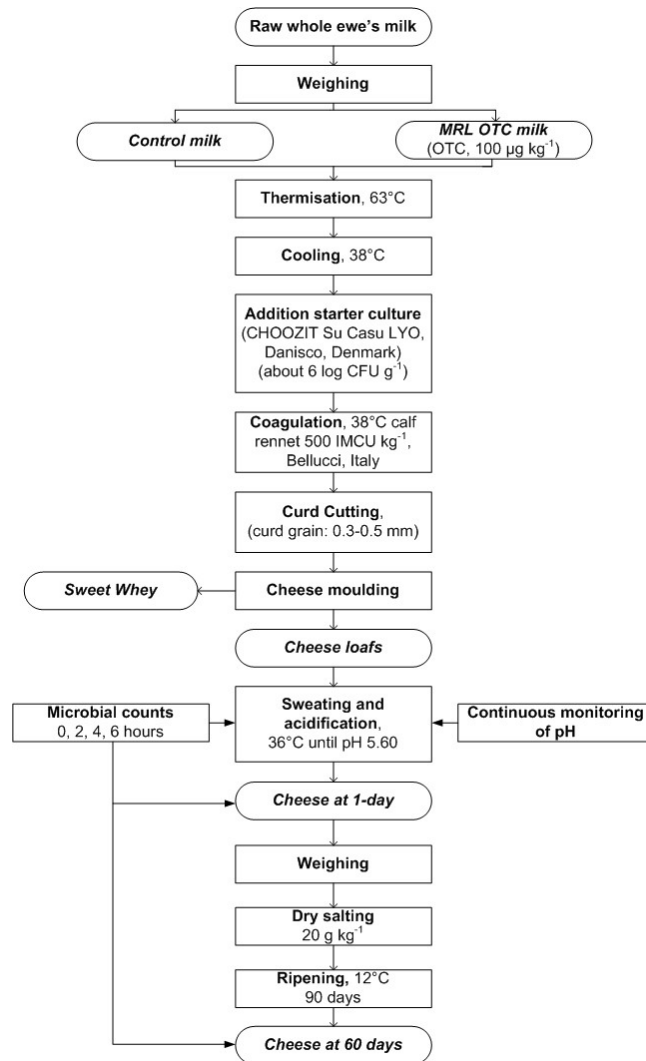 Raw whole ewe's milk
Weighing
Control milk
MRL OTC milk
(OTC, 100 µg kg⁻¹)
Thermisation, 63°C
Cooling, 38°C
Addition starter culture
(CHOOZIT Su Casu LYO,
Danisco, Denmark)
(about 6 log CFU g⁻¹)
Coagulation, 38°C calf
rennet 500 IMCU kg⁻¹,
Bellucci, Italy
Curd Cutting,
(curd grain: 0.3-0.5 mm)
Sweet Whey
Cheese moulding
Cheese loafs
Microbial counts
0, 2, 4, 6 hours
Sweating and
acidification,
36°C until pH 5.60
Continuous monitoring
of pH
Cheese at 1-day
Weighing
Dry salting
20 g kg⁻¹
Ripening, 12°C
90 days
Cheese at 60 days